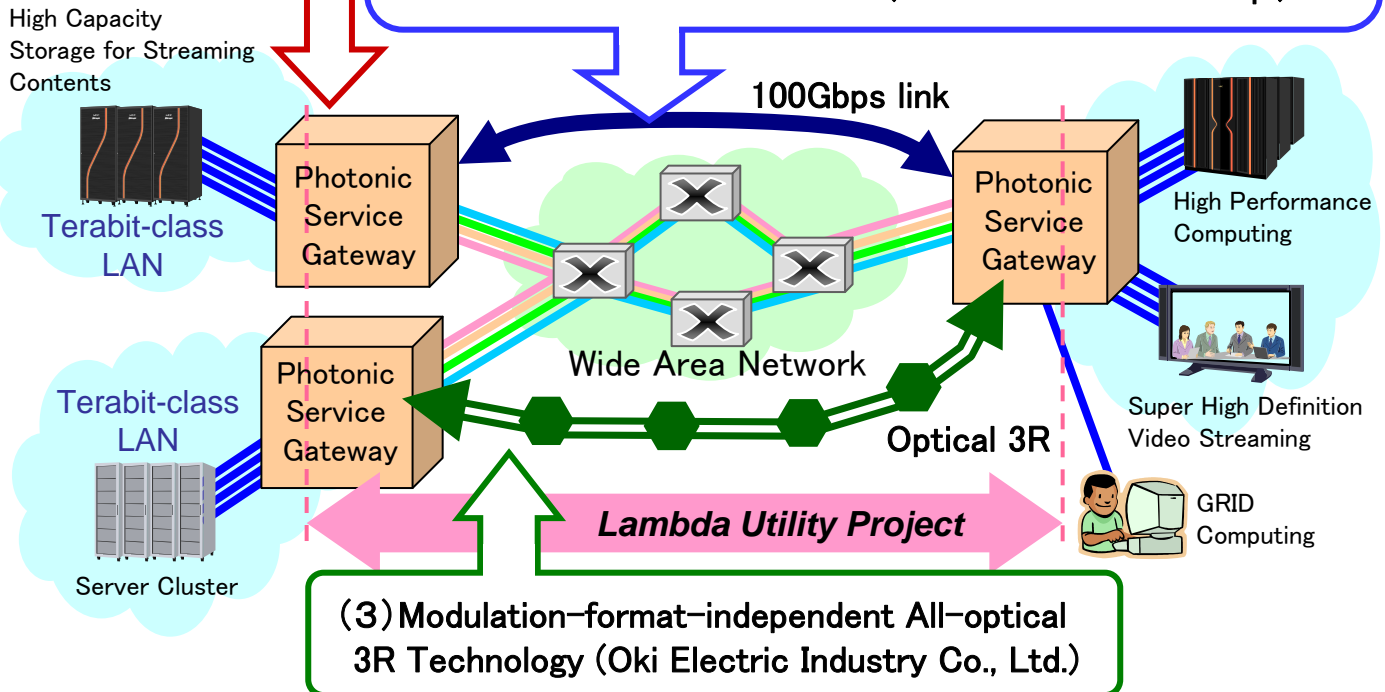 High Capacity
Storage for Streaming
Contents
100Gbps link
Photonic
Service
Gateway
Terabit-class
LAN
Photonic
Service
Gateway
High Performance
Computing
Wide Area Network
Photonic
Service
Gateway
Terabit-class
LAN
Super High Definition
Video Streaming
Optical 3R
Lambda Utility Project
GRID
Computing
Server Cluster
(3)Modulation-format-independent All-optical
3R Technology (Oki Electric Industry Co., Ltd.)